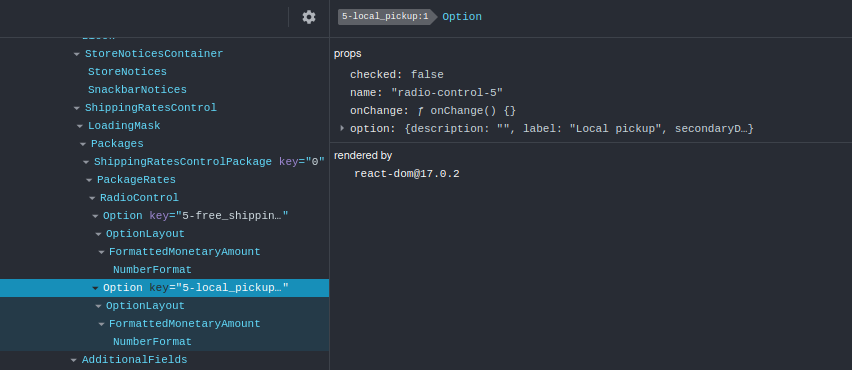 5-local_pickup:1 Option
StoreNoticesContainer
StoreNotices
SnackbarNotices
ShippingRatesControl
LoadingMask
Packages
ShippingRatesControlPackage key="0"
PackageRates
RadioControl
Option key="5-free_shippin…"
OptionLayout
FormattedMonetaryAmount
NumberFormat
Option key="5-local_pickup…"
OptionLayout
FormattedMonetaryAmount
NumberFormat
AdditionalFields
props
checked: false
name: "radio-control-5"
onChange: ƒ onChange() {}
option: {description: "", label: "Local pickup", secondaryD…}
rendered by
react-dom@17.0.2